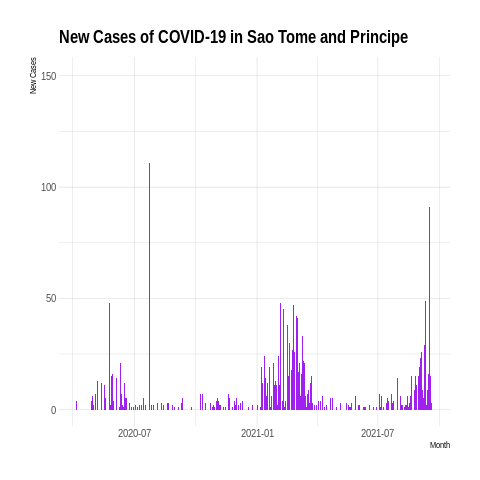 New Cases of COVID-19 in Sao Tome and Principe
New Cases
150
100
50
0
2020-07
2021-01
2021-07
Month